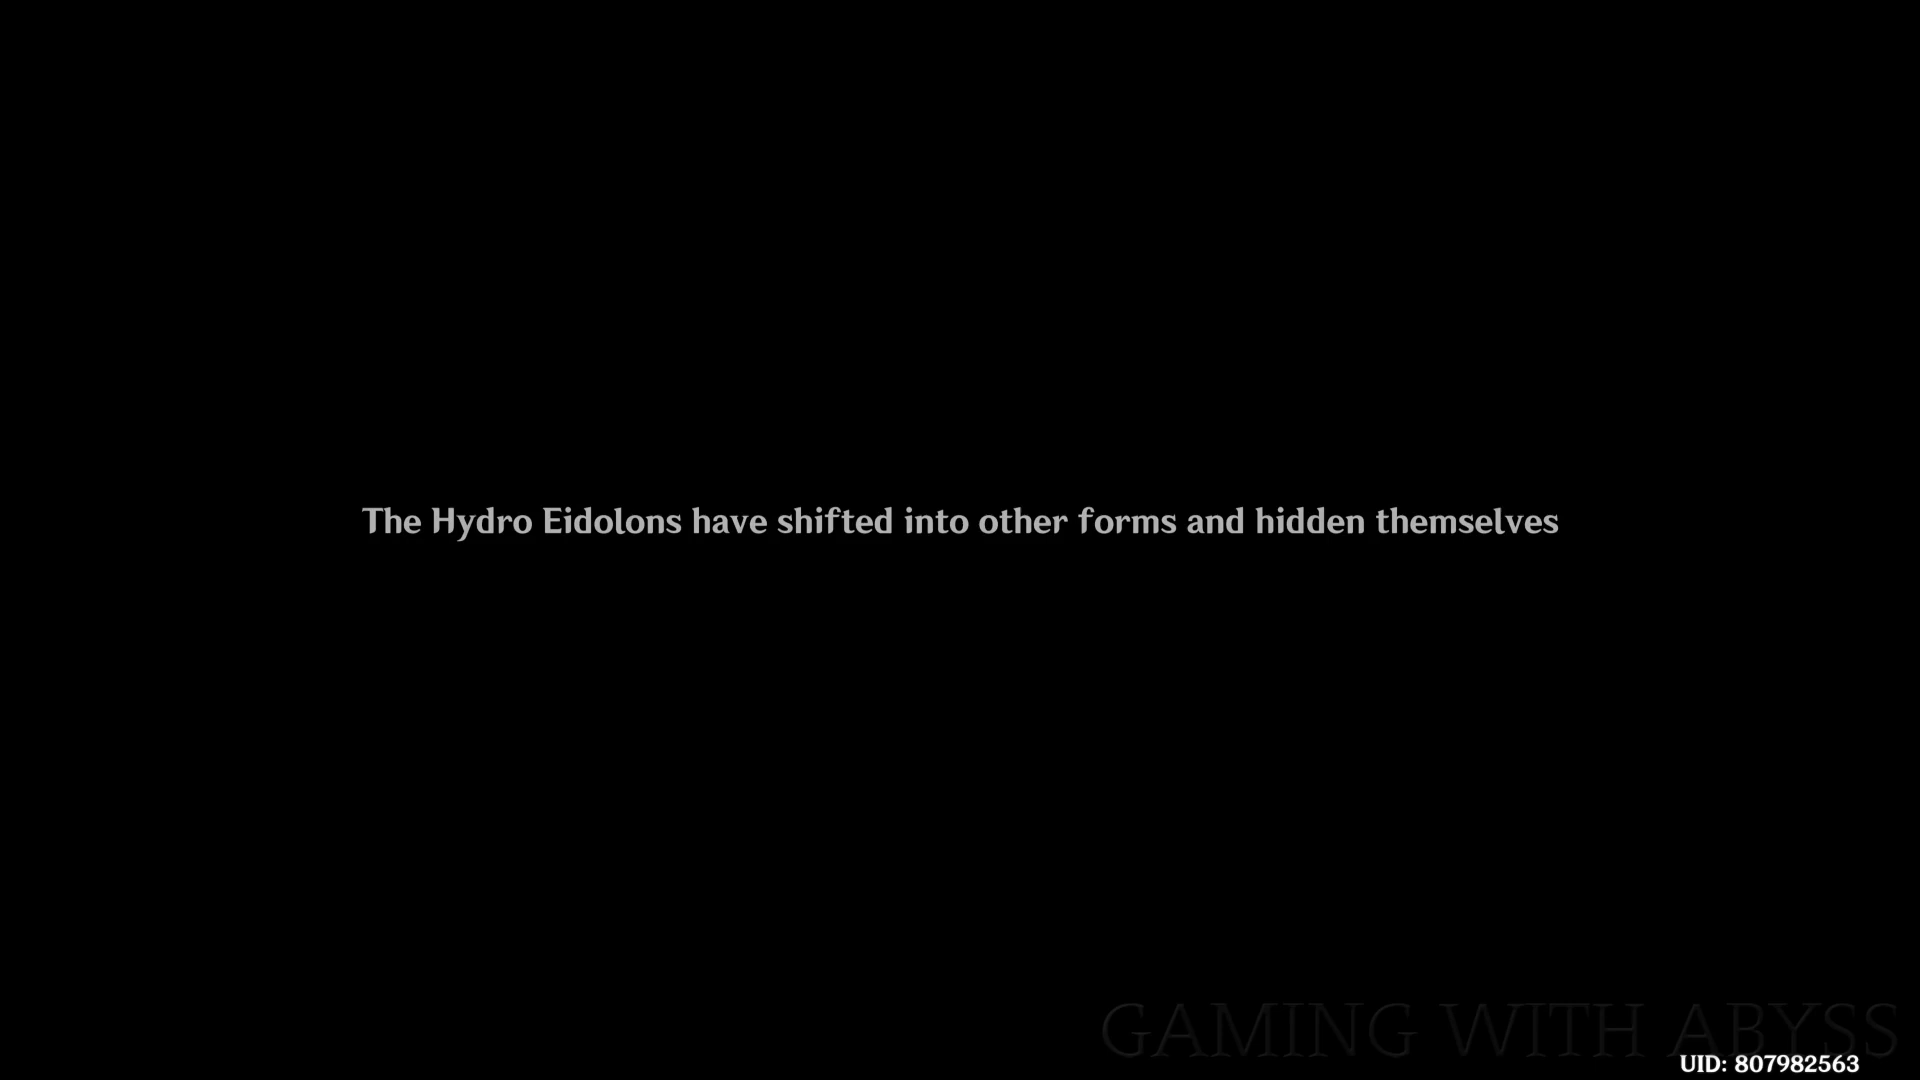 The Hydro Eidolons have shifted into other forms and hidden themselves
GAMING WITH ABYSS
UID: 807982563